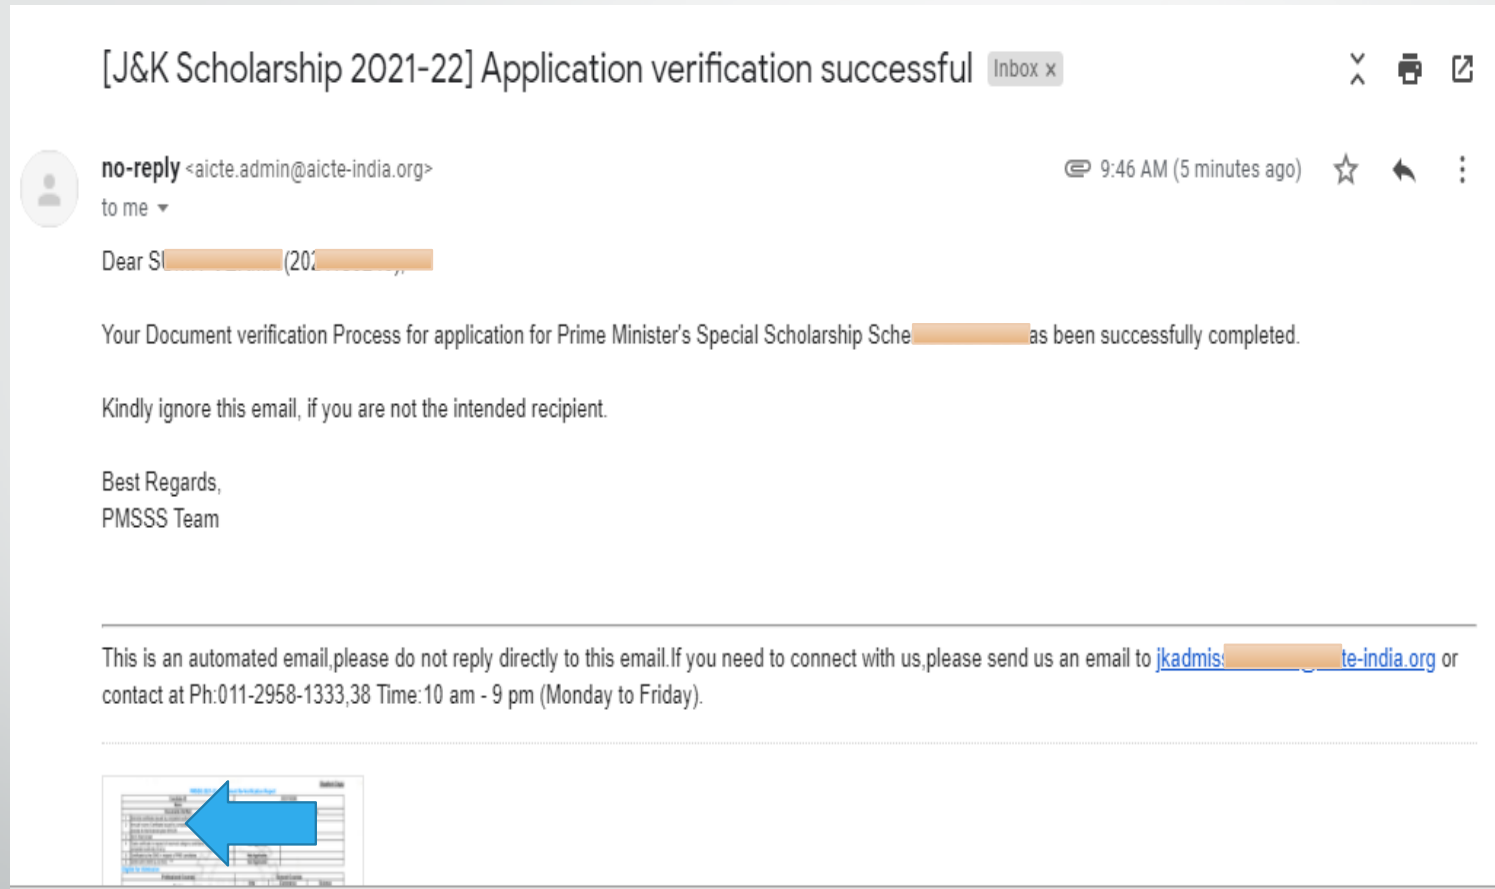 [J&K Scholarship 2021-22] Application verification successful Inbox x
no-reply <aicte.admin@aicte-india.org> 9:46 AM (5 minutes ago)
to me
Dear (
Your Document verification Process for application for Prime Minister's Special Scholarship Sche as been successfully completed.
Kindly ignore this email, if you are not the intended recipient.
Best Regards,
PMSSS Team
This is an automated email,please do not reply directly to this email.If you need to connect with us,please send us an email to jkadmis te-india.org or
contact at Ph:011-2958-1333,38 Time:10 am - 9 pm (Monday to Friday).